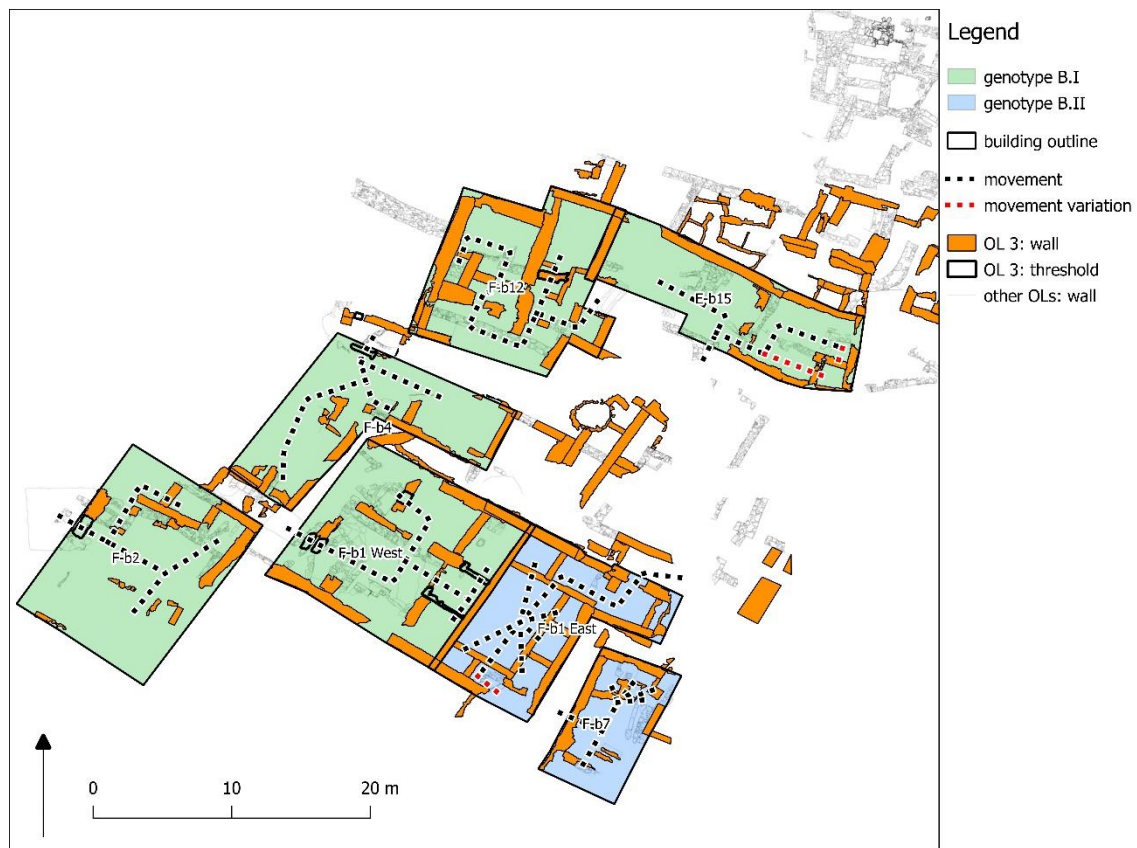 Legend
genotype B.I
genotype B.II
building outline
movement
movement variation
OL 3: wall
OL 3: threshold
other OLs: wall
F-b12
E-b15
F-b4
F-b2
F-b1 West
F-b1 East
F-b7
0 10 20 m